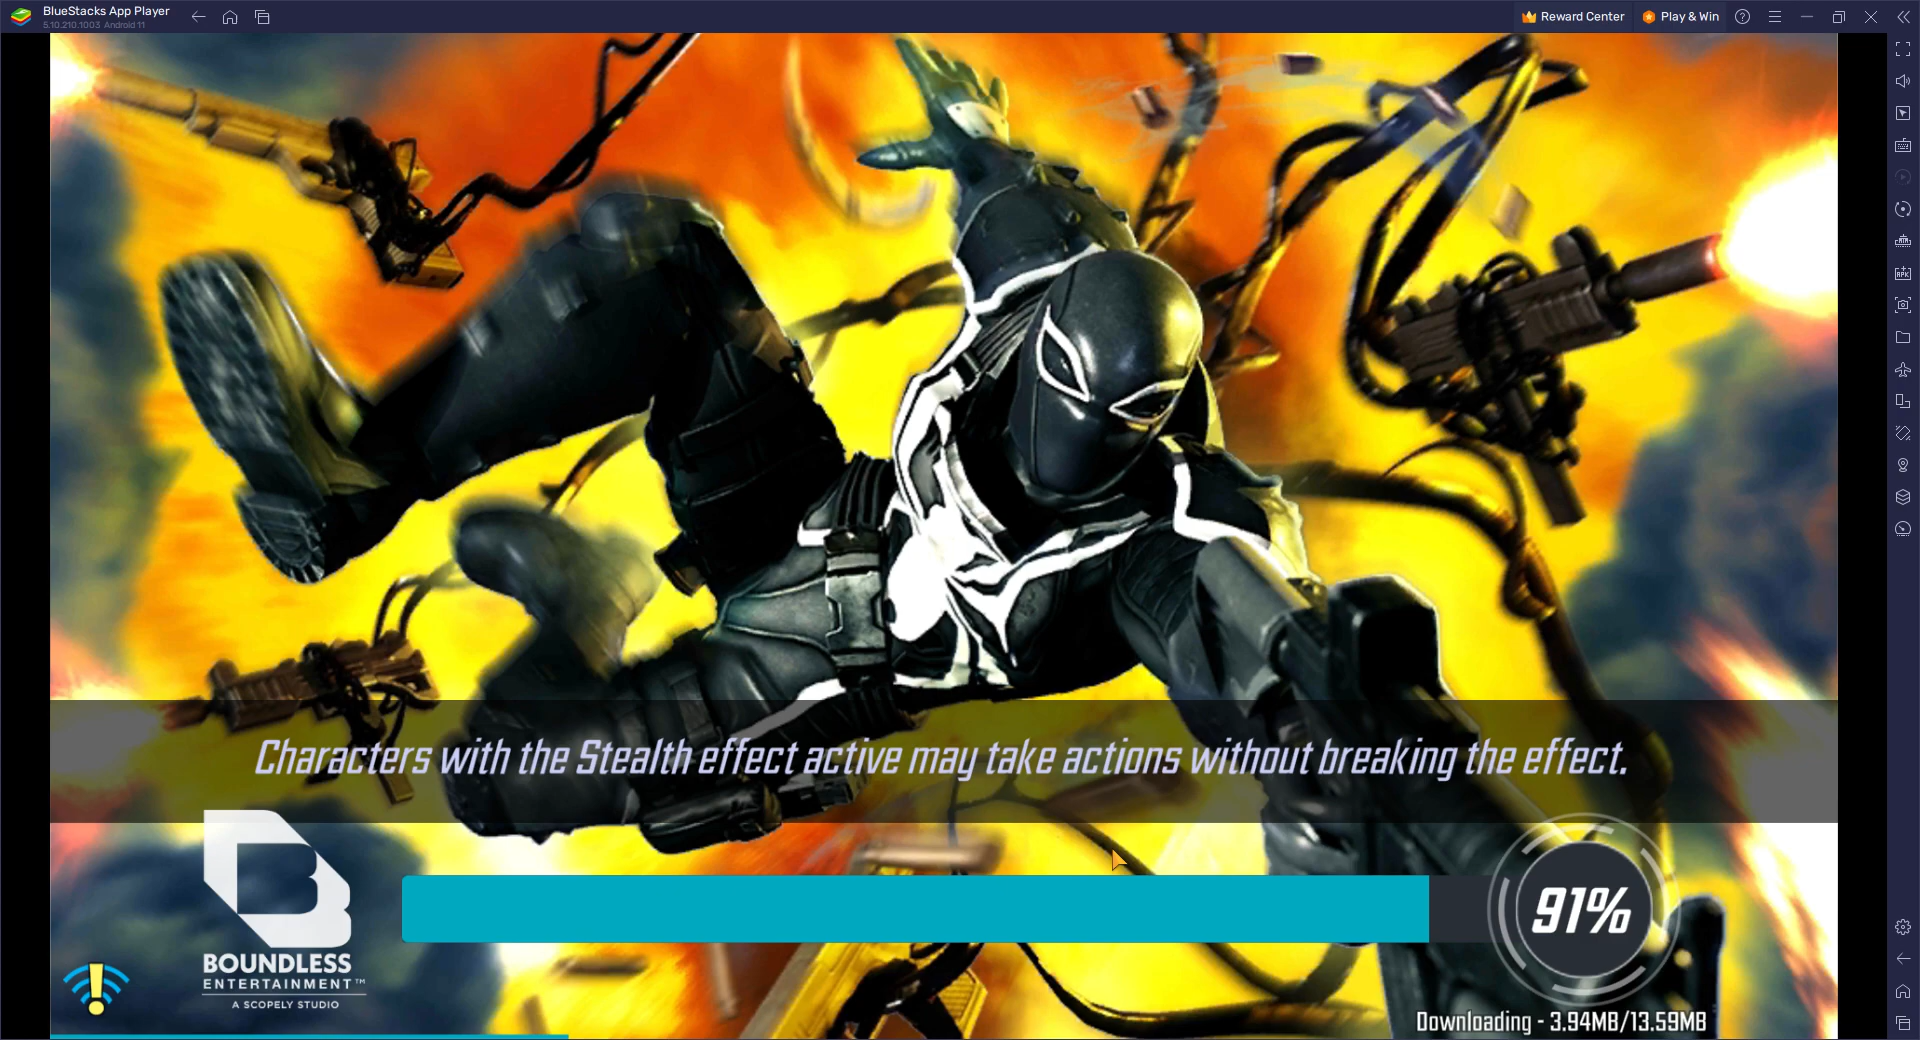 BlueStacks App Player
5.10.210.1003 Android 11
Reward Center
Play & Win
APK
Characters with the Stealth effect active may take actions without breaking the effect.
91%
BOUNDLESS
ENTERTAINMENT™
A SCOPELY STUDIO
Downloading - 3.94MB/13.59MB